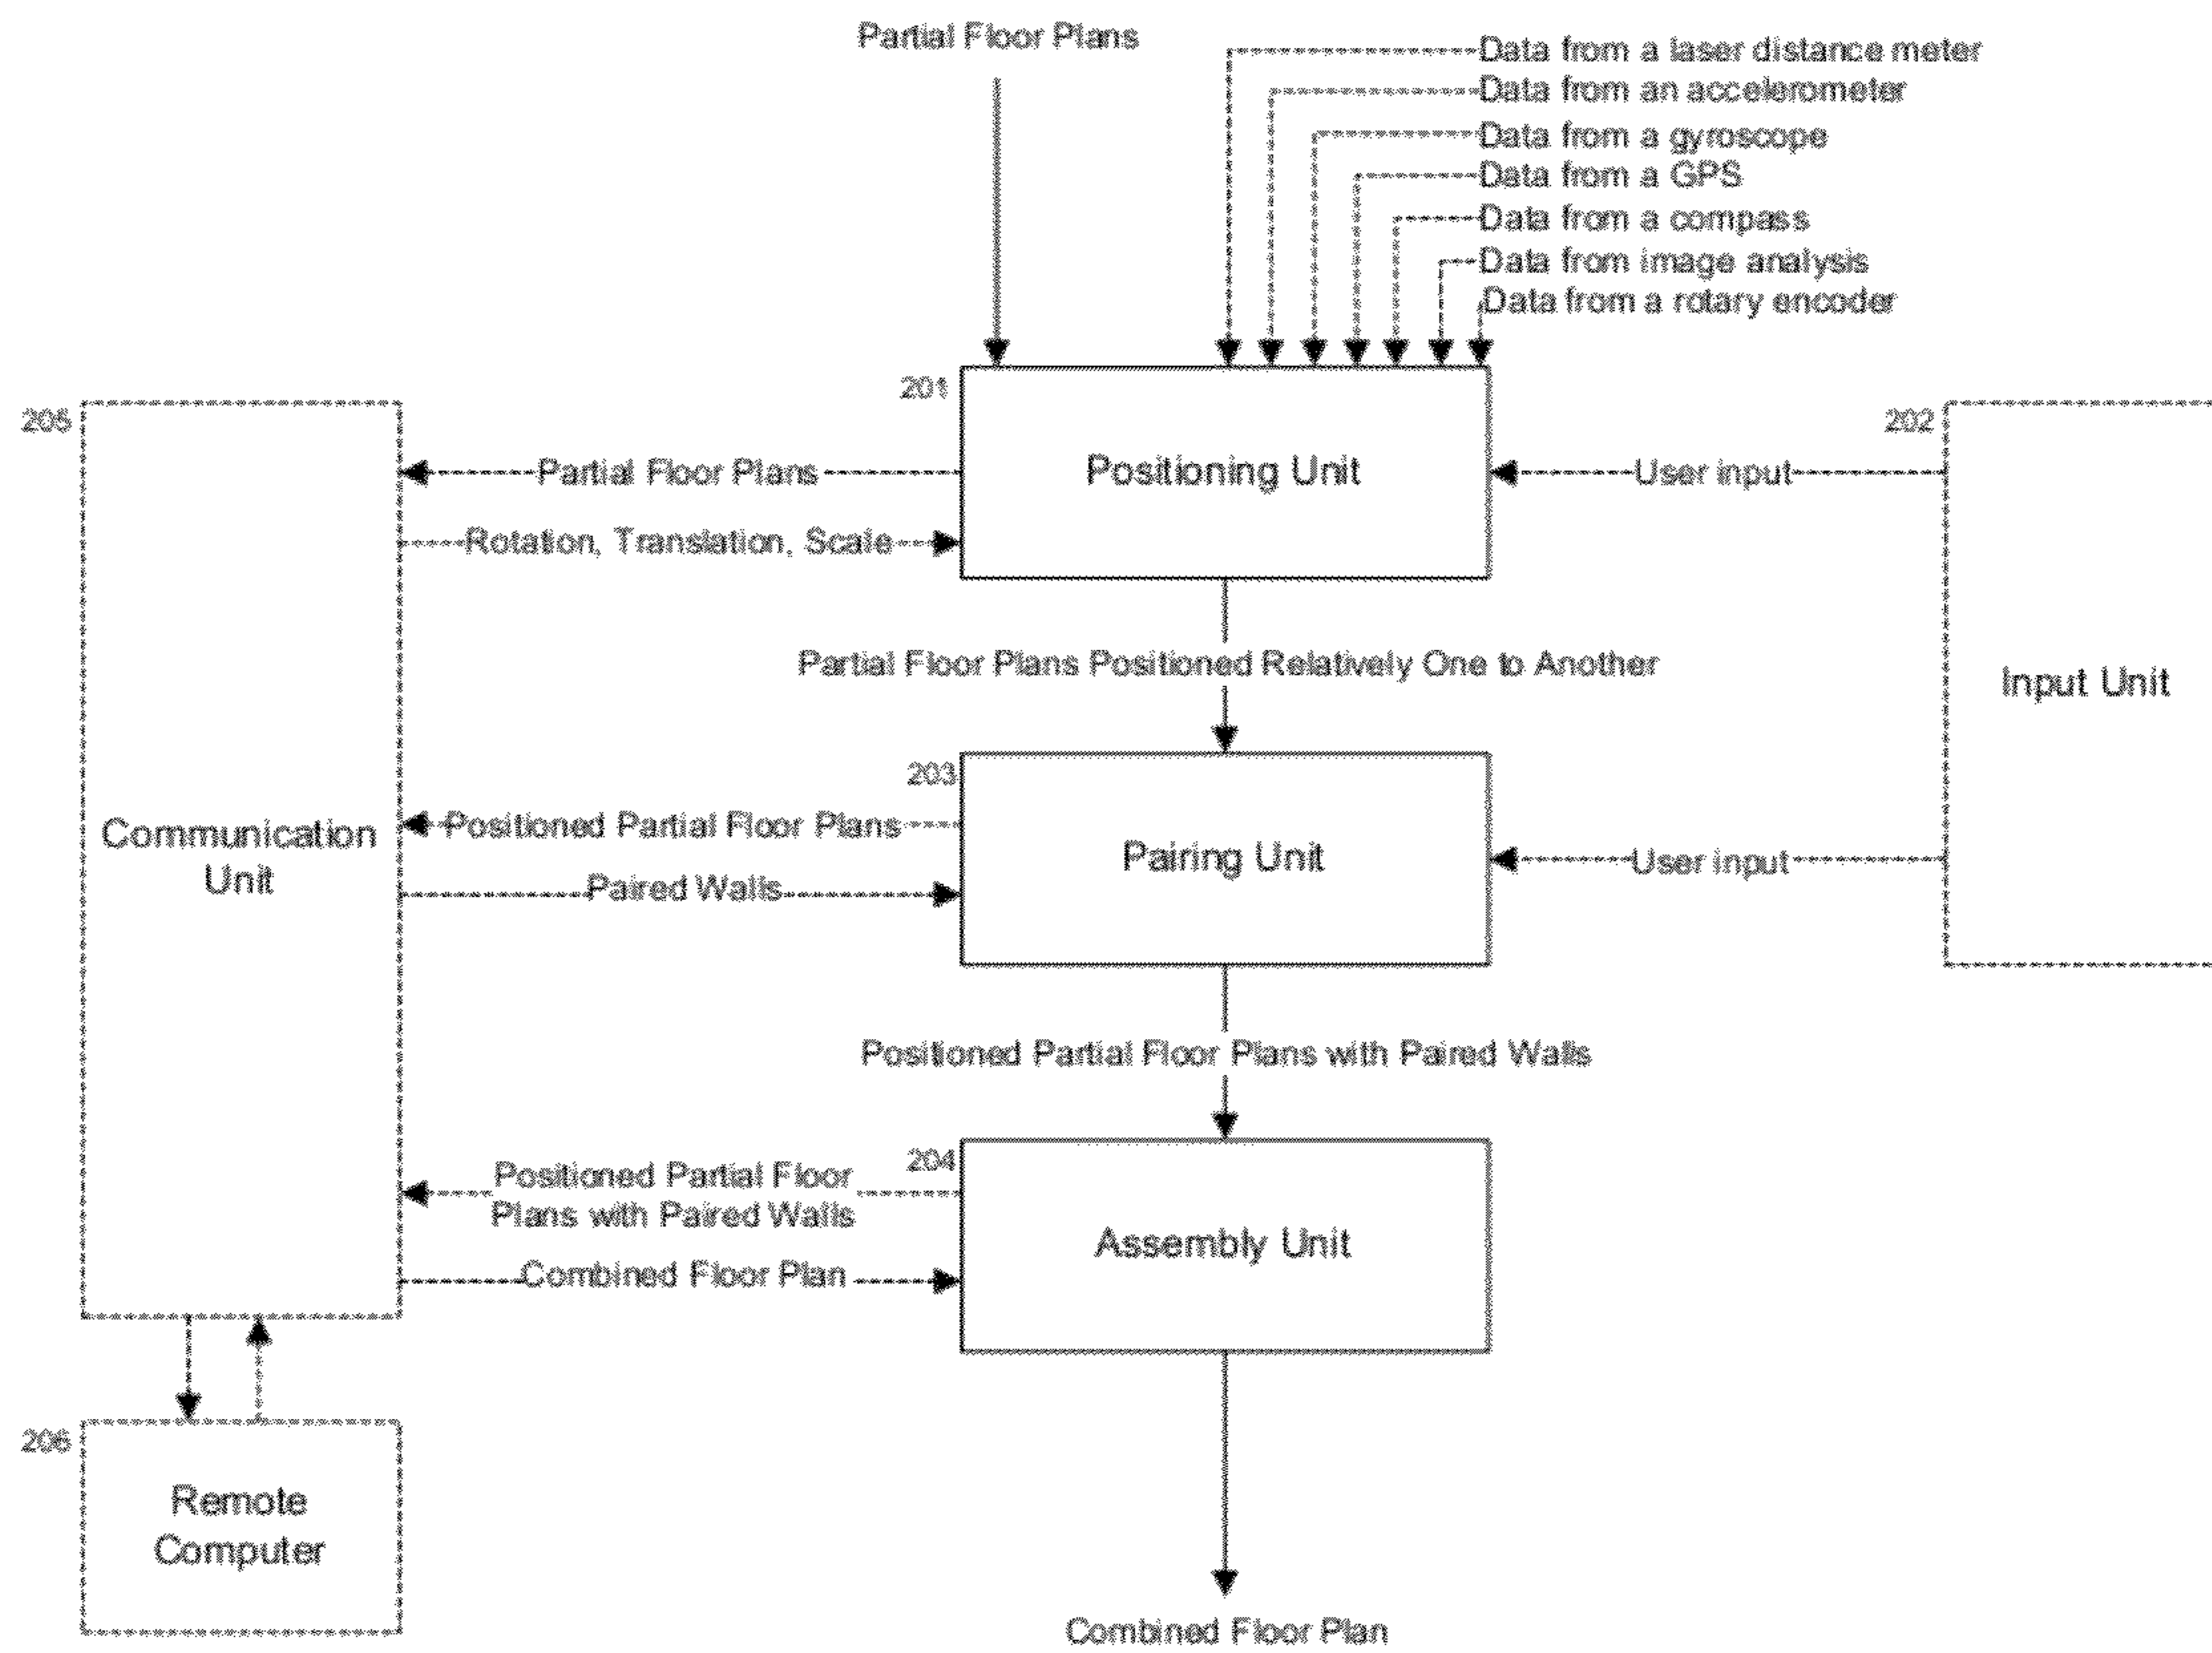 Partial Floor Plans
Data from a laser distance meter
Data from an accelerometer
Data from a gyroscope
Data from a GPS
Data from a compass
Data from image analysis
Data from a rotary encoder
201
205
202
Partial Floor Plans
Positioning Unit
User input
Rotation, Translation, Scale
Partial Floor Plans Positioned Relatively One to Another
Input Unit
203
Positioned Partial Floor Plans
Communication
Unit
Pairing Unit
User input
Paired Walls
Positioned Partial Floor Plans with Paired Walls
204
Positioned Partial Floor
Plans with Paired Walls
Assembly Unit
Combined Floor Plan
206
Remote
Computer
Combined Floor Plan